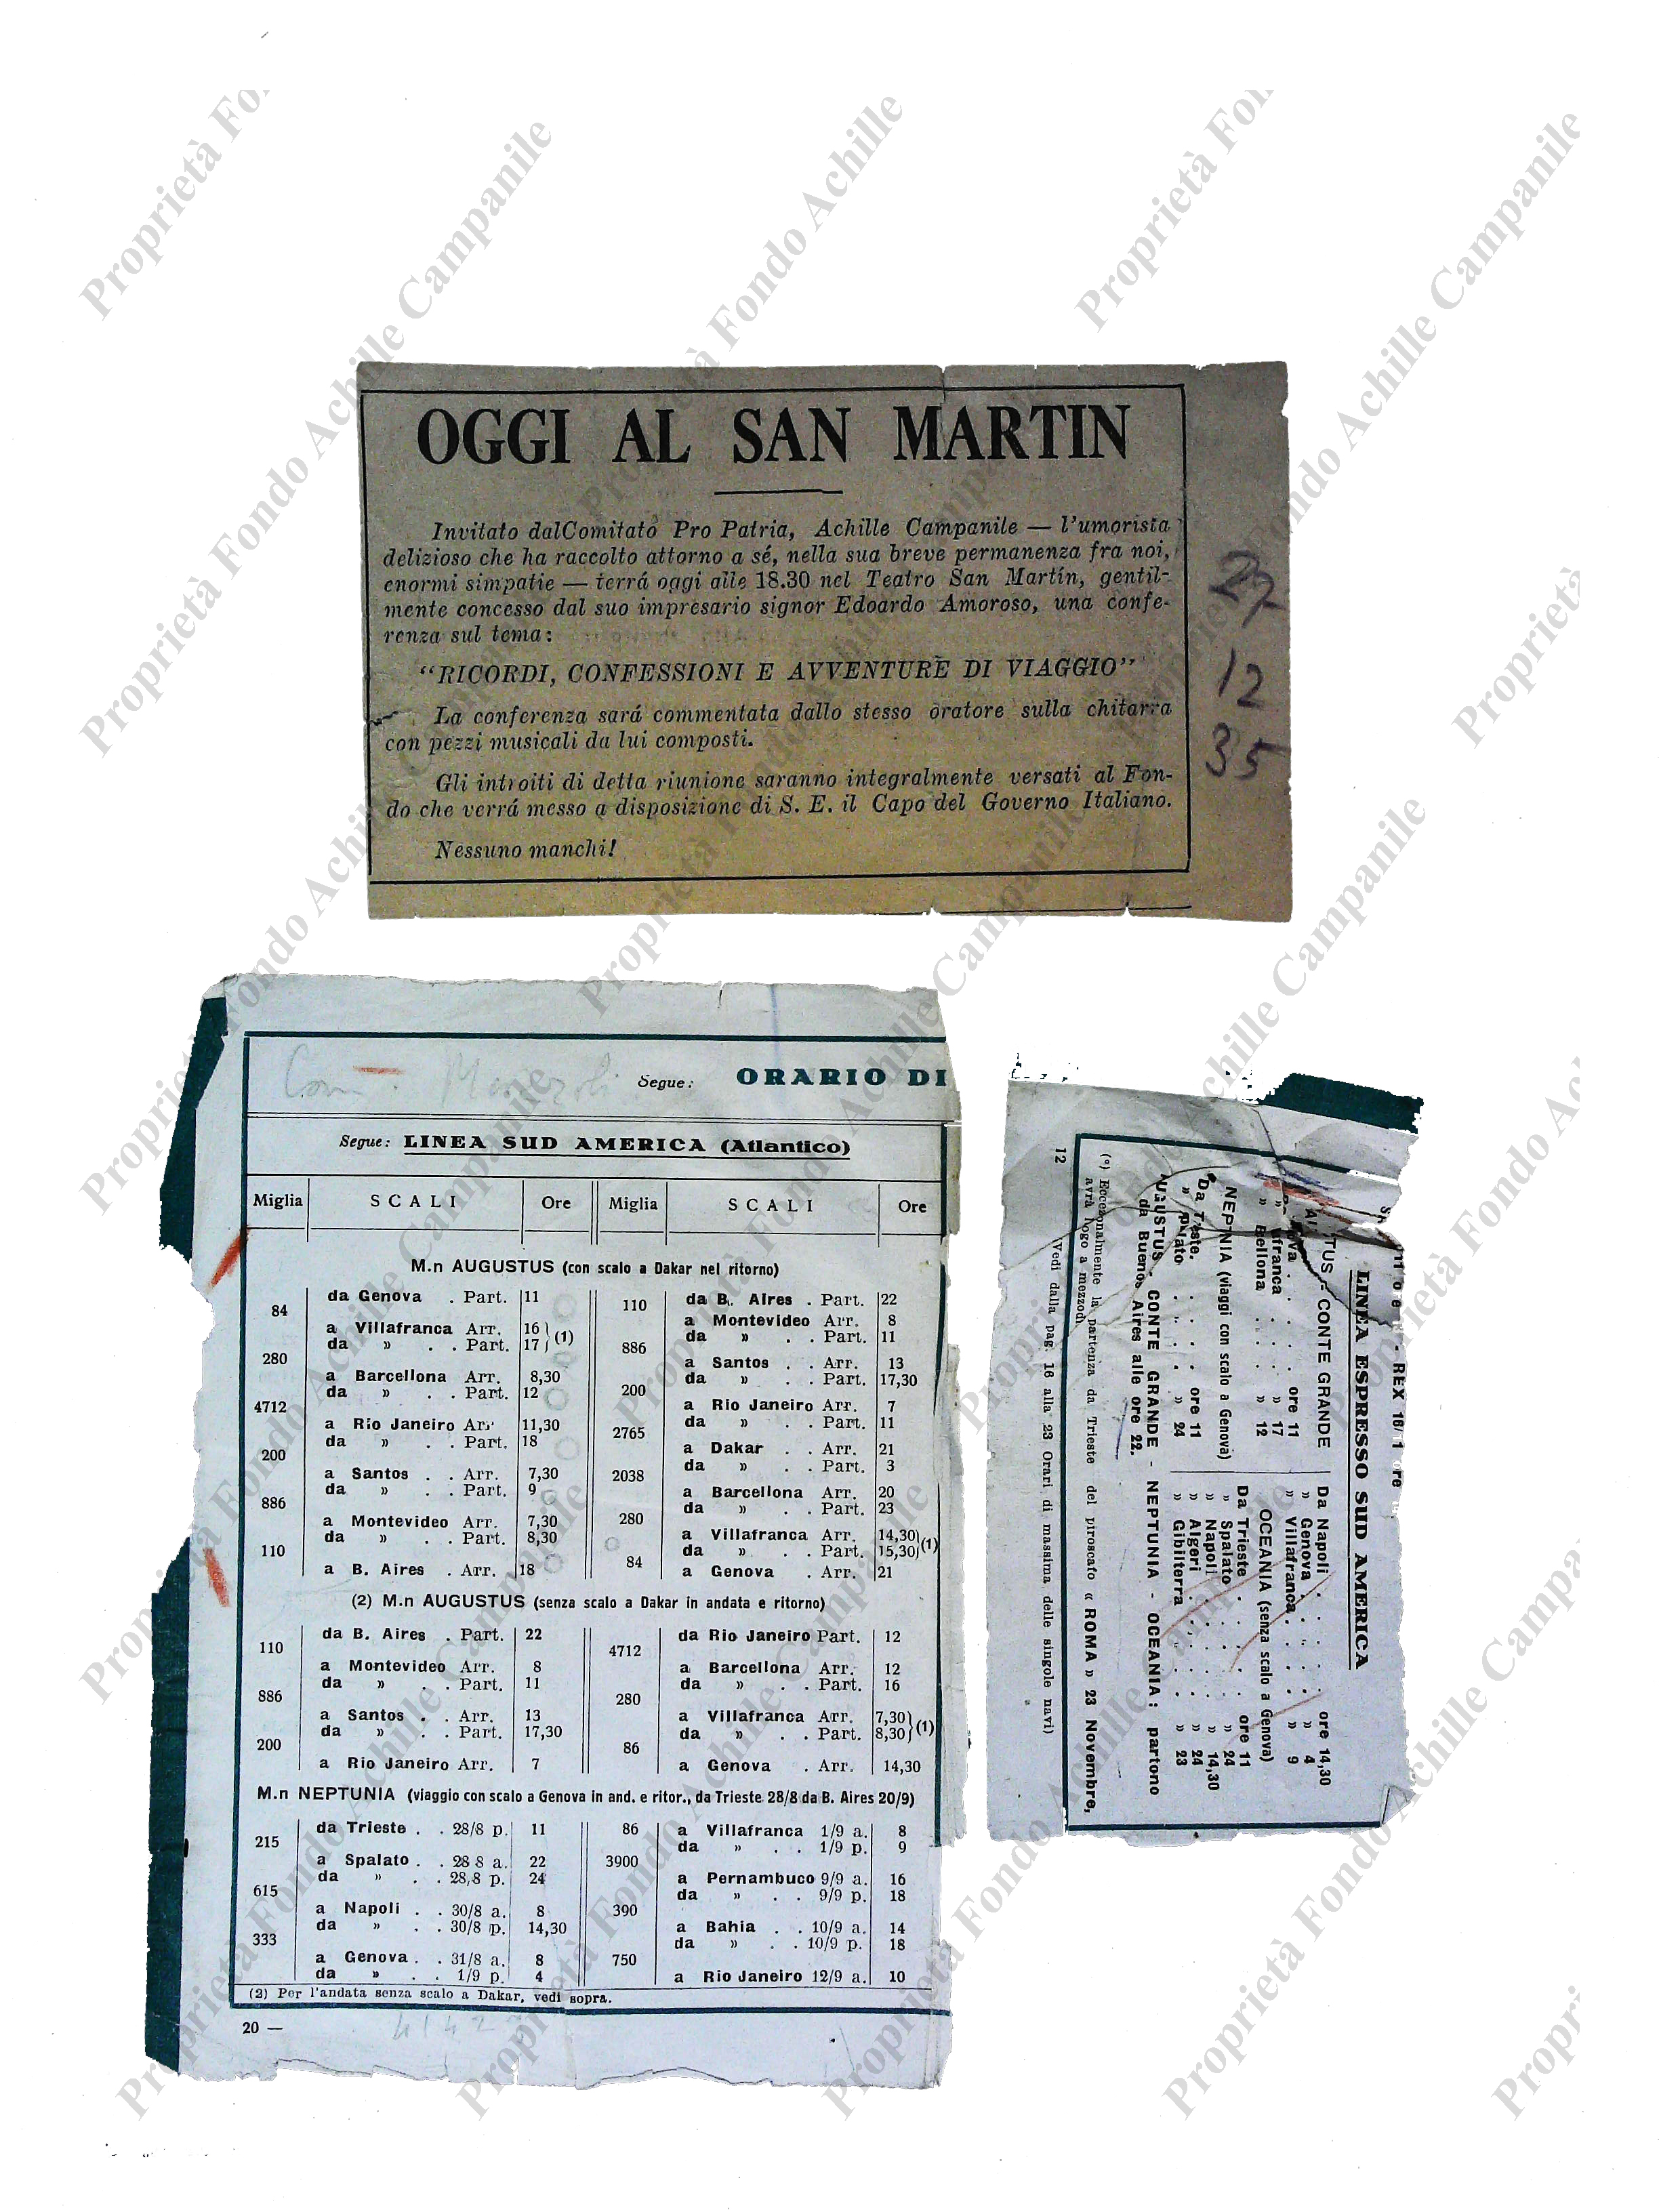 OGGI AL SAN MARTIN
Invitato dalComitato Pro Patria, Achille Campanile — l'umorista
delizioso che ha raccolto attorno a sé, nella sua breve permanenza fra noi,
enormi simpatie — terrá oggi alle 18.30 nel Teatro San Martín, gentil-
mente concesso dal suo impresario signor Edoardo Amoroso, una confe-
renza sul tema:
"RICORDI, CONFESSIONI E AVVENTURE DI VIAGGIO"
La conferenza sará commentata dallo stesso oratore sulla chitarra
con pezzi musicali da lui composti.
Gli introiti di detta riunione saranno integralmente versati al Fon-
do che verrá messo a disposizione di S. E. il Capo del Governo Italiano.
Nessuno manchi!
27
12
35
Segue: ORARIO DI
Segue: LINEA SUD AMERICA (Atlantico)
Miglia SCALI Ore Miglia SCALI Ore
M.n AUGUSTUS (con scalo a Dakar nel ritorno)
da Genova . Part. 11
84
a Villafranca Arr. 16
da » . . Part. 17 (1)
280
a Barcellona Arr. 8,30
da » . . Part. 12
4712
a Rio Janeiro Arr. 11,30
da » . . Part. 18
200
a Santos . . Arr. 7,30
da » . . Part. 9
886
a Montevideo Arr. 7,30
da » . . Part. 8,30
110
a B. Aires . Arr. 18
da B. Aires . Part. 22
110
a Montevideo Arr. 8
da » . . Part. 11
886
a Santos . . Arr. 13
da » . . Part. 17,30
200
a Rio Janeiro Arr. 7
da » . . Part. 11
2765
a Dakar . . Arr. 21
da » . . Part. 3
2038
a Barcellona Arr. 20
da » . . Part. 23
280
a Villafranca Arr. 14,30
da » . . Part. 15,30 (1)
84
a Genova . Arr. 21
(2) M.n AUGUSTUS (senza scalo a Dakar in andata e ritorno)
da B. Aires . Part. 22
110
a Montevideo Arr. 8
da » . . Part. 11
886
a Santos . . Arr. 13
da » . . Part. 17,30
200
a Rio Janeiro Arr. 7
da Rio Janeiro Part. 12
4712
a Barcellona Arr. 12
da » . . Part. 16
280
a Villafranca Arr. 7,30
da » . . Part. 8,30 (1)
86
a Genova . Arr. 14,30
M.n NEPTUNIA (viaggio con scalo a Genova in and. e ritor., da Trieste 28/8 da B. Aires 20/9)
da Trieste . . 28/8 p. 11
215
a Spalato . . 28 8 a. 22
da » . . 28,8 p. 24
615
a Napoli . . 30/8 a. 8
da » . . 30/8 p. 14,30
333
a Genova . . 31/8 a. 8
da » . . 1/9 p. 4
86 a Villafranca 1/9 a. 8
da » . . 1/9 p. 9
3900
a Pernambuco 9/9 a. 16
da » . . 9/9 p. 18
390
a Bahia . . 10/9 a. 14
da » . . 10/9 p. 18
750
a Rio Janeiro 12/9 a. 10
(2) Per l'andata senza scalo a Dakar, vedi sopra.
20 —
REX
LINEA ESPRESSO SUD AMERICA
TUS - CONTE GRANDE
ore 11
» franca . . . » 17
» Bellona . . » 12
Da Napoli . . . . ore 14,30
» Genova . . . . » 4
» Villafranca . . . » 9
NEPTUNIA (viaggi con scalo a Genova)
Da Trieste. . . . ore 11
» Spalato . . . » 24
OCEANIA (senza scalo a Genova)
Da Trieste . . . . ore 11
» Spalato . . . . » 24
» Napoli . . . . » 14,30
» Algeri . . . . » 24
» Gibilterra . . . » 23
AUGUSTUS - CONTE GRANDE - NEPTUNIA - OCEANIA: partono
da Buenos Aires alle ore 22.
(°) Eccezionalmente la partenza da Trieste del piroscafo « ROMA » 23 Novembre,
avrà luogo a mezzodì
(Vedi dalla pag. 16 alla 23 Orari di massima delle singole navi)
12
Proprietà Fondo Achille Campanile